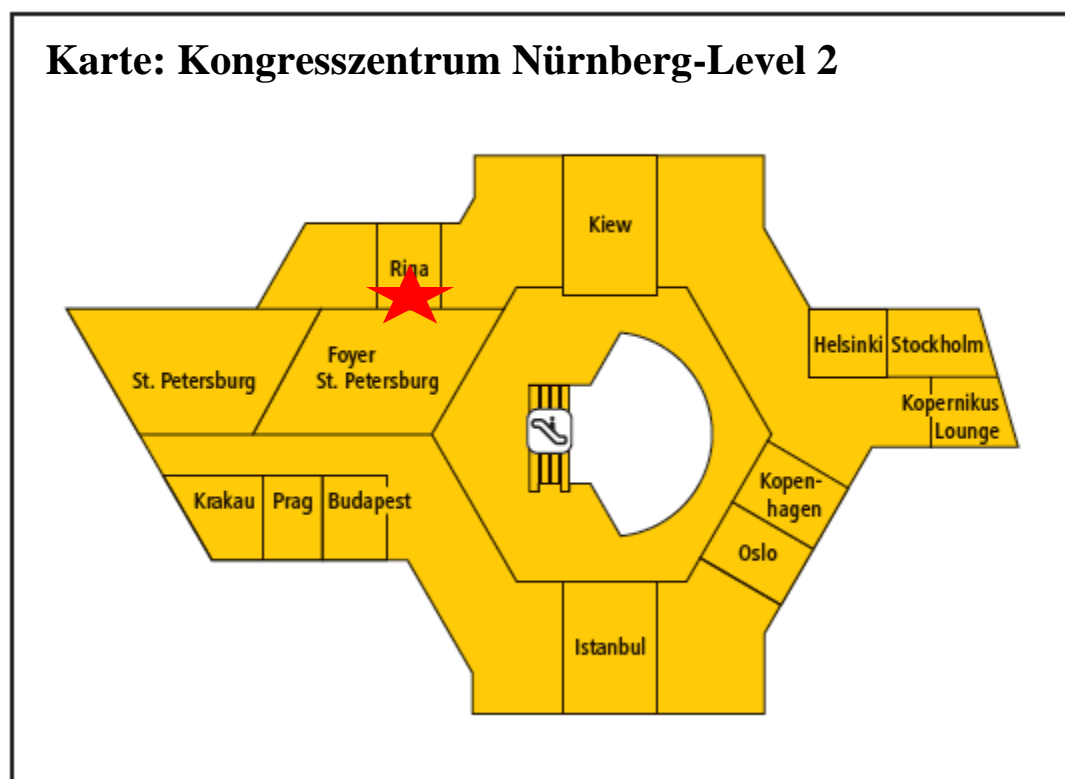 Karte: Kongresszentrum Nürnberg-Level 2
Kiew
Riga
Helsinki
Stockholm
Foyer
St. Petersburg
St. Petersburg
Kopernikus
Lounge
Krakau
Prag
Budapest
Kopen-
hagen
Oslo
Istanbul